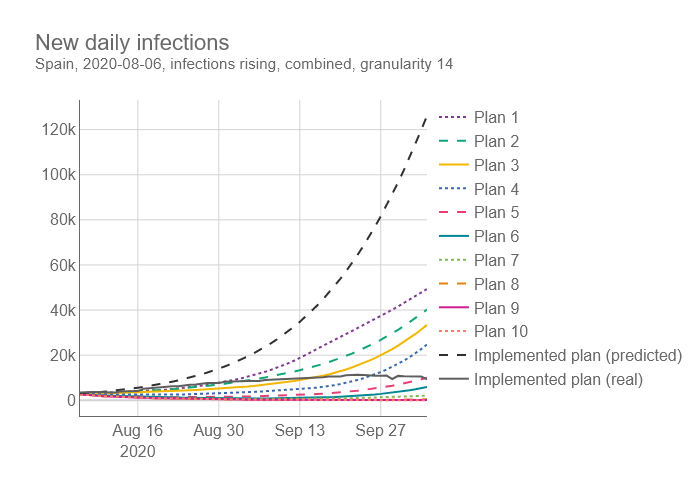 New daily infections
Spain, 2020-08-06, infections rising, combined, granularity 14
120k
100k
80k
60k
40k
20k
0
Aug 16
2020
Aug 30
Sep 13
Sep 27
Plan 1
Plan 2
Plan 3
Plan 4
Plan 5
Plan 6
Plan 7
Plan 8
Plan 9
Plan 10
Implemented plan (predicted)
Implemented plan (real)